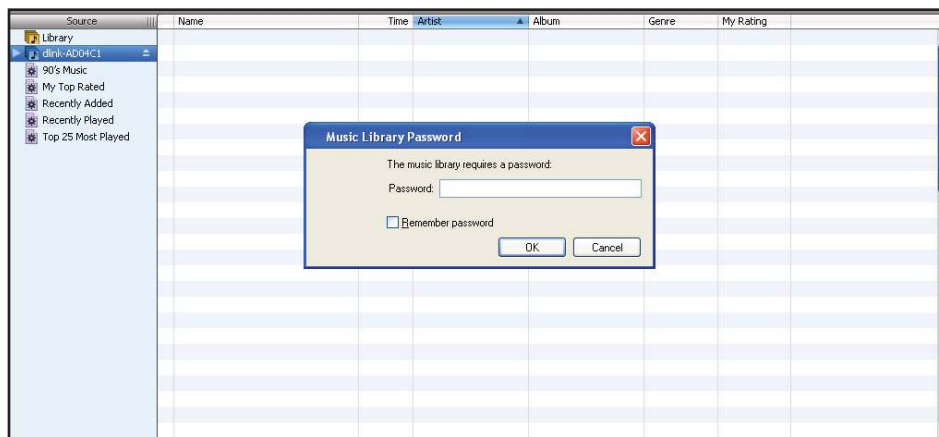 Source Name Time Artist Album Genre My Rating
Library
dlink-AD04C1
90's Music
My Top Rated
Recently Added
Recently Played
Top 25 Most Played
Music Library Password
The music library requires a password:
Password:
Remember password
OK Cancel